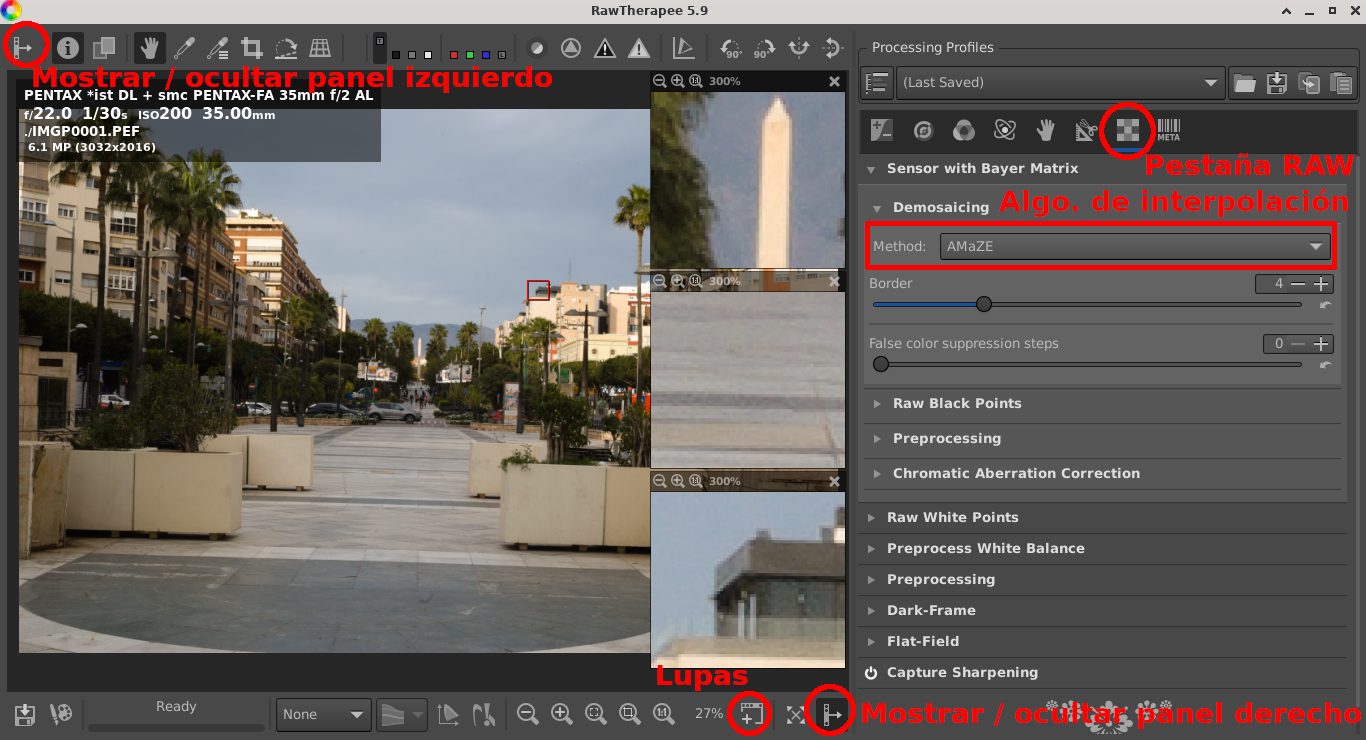 RawTherapee 5.9
Mostrar / ocultar panel izquierdo
PENTAX *ist DL + smc PENTAX-FA 35mm f/2 AL
f/22.0 1/30s ISO200 35.00mm
./IMGP0001.PEF
6.1 MP (3032x2016)
300%
300%
300%
90°
90°
Processing Profiles
(Last Saved)
META
Pestaña RAW
Sensor with Bayer Matrix
Algo. de interpolación
Demosaicing
Method: AMaZE
Border 4
False color suppression steps 0
Raw Black Points
Preprocessing
Chromatic Aberration Correction
Raw White Points
Preprocess White Balance
Preprocessing
Dark-Frame
Flat-Field
Capture Sharpening
Lupas
Ready
None
1:1
27%
Mostrar / ocultar panel derecho